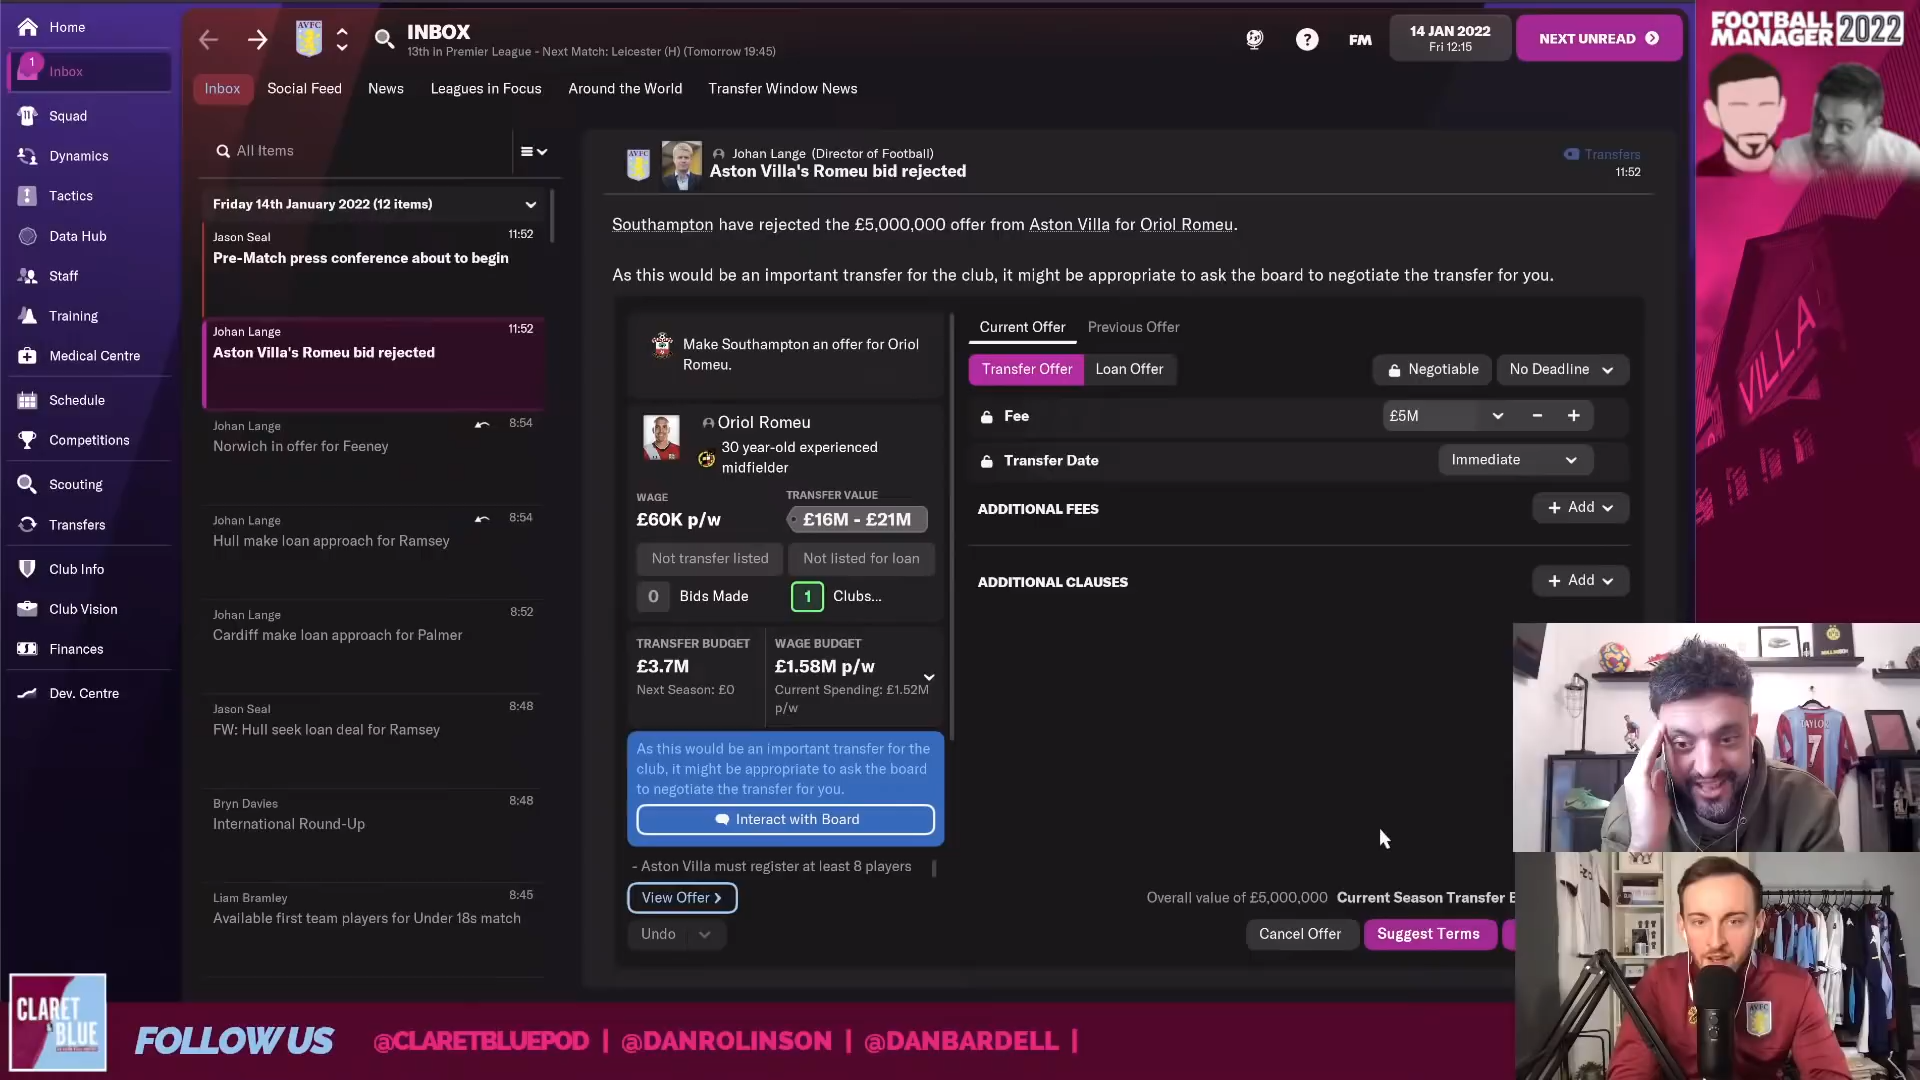 Home
1
Inbox
Squad
Dynamics
Tactics
Data Hub
Staff
Training
Medical Centre
Schedule
Competitions
Scouting
Transfers
Club Info
Club Vision
Finances
Dev. Centre
AVFC
INBOX
13th in Premier League - Next Match: Leicester (H) (Tomorrow 19:45)
?
FM
14 JAN 2022
Fri 12:15
NEXT UNREAD
FOOTBALL
MANAGER 2022
Inbox
Social Feed
News
Leagues in Focus
Around the World
Transfer Window News
All Items
Friday 14th January 2022 (12 items)
Jason Seal 11:52
Pre-Match press conference about to begin
Johan Lange 11:52
Aston Villa's Romeu bid rejected
Johan Lange 8:54
Norwich in offer for Feeney
Johan Lange 8:54
Hull make loan approach for Ramsey
Johan Lange 8:52
Cardiff make loan approach for Palmer
Jason Seal 8:48
FW: Hull seek loan deal for Ramsey
Bryn Davies 8:48
International Round-Up
Liam Bramley 8:45
Available first team players for Under 18s match
AVFC
Johan Lange (Director of Football)
Aston Villa's Romeu bid rejected
Transfers
11:52
Southampton have rejected the £5,000,000 offer from Aston Villa for Oriol Romeu.
As this would be an important transfer for the club, it might be appropriate to ask the board to negotiate the transfer for you.
Make Southampton an offer for Oriol
Romeu.
Oriol Romeu
30 year-old experienced
midfielder
WAGE
£60K p/w
TRANSFER VALUE
£16M - £21M
Not transfer listed
Not listed for loan
0 Bids Made
1 Clubs...
TRANSFER BUDGET
£3.7M
Next Season: £0
WAGE BUDGET
£1.58M p/w
Current Spending: £1.52M
p/w
As this would be an important transfer for the
club, it might be appropriate to ask the board
to negotiate the transfer for you.
Interact with Board
- Aston Villa must register at least 8 players
View Offer
Undo
Current Offer
Previous Offer
Transfer Offer
Loan Offer
Negotiable
No Deadline
Fee
£5M
Transfer Date
Immediate
ADDITIONAL FEES
+ Add
ADDITIONAL CLAUSES
+ Add
Overall value of £5,000,000 Current Season Transfer B
Cancel Offer
Suggest Terms
VILLA
TAYLOR
7
AVFC
CLARET
& BLUE
FOLLOW US
@CLARETBLUEPOD | @DANROLINSON | @DANBARDELL |